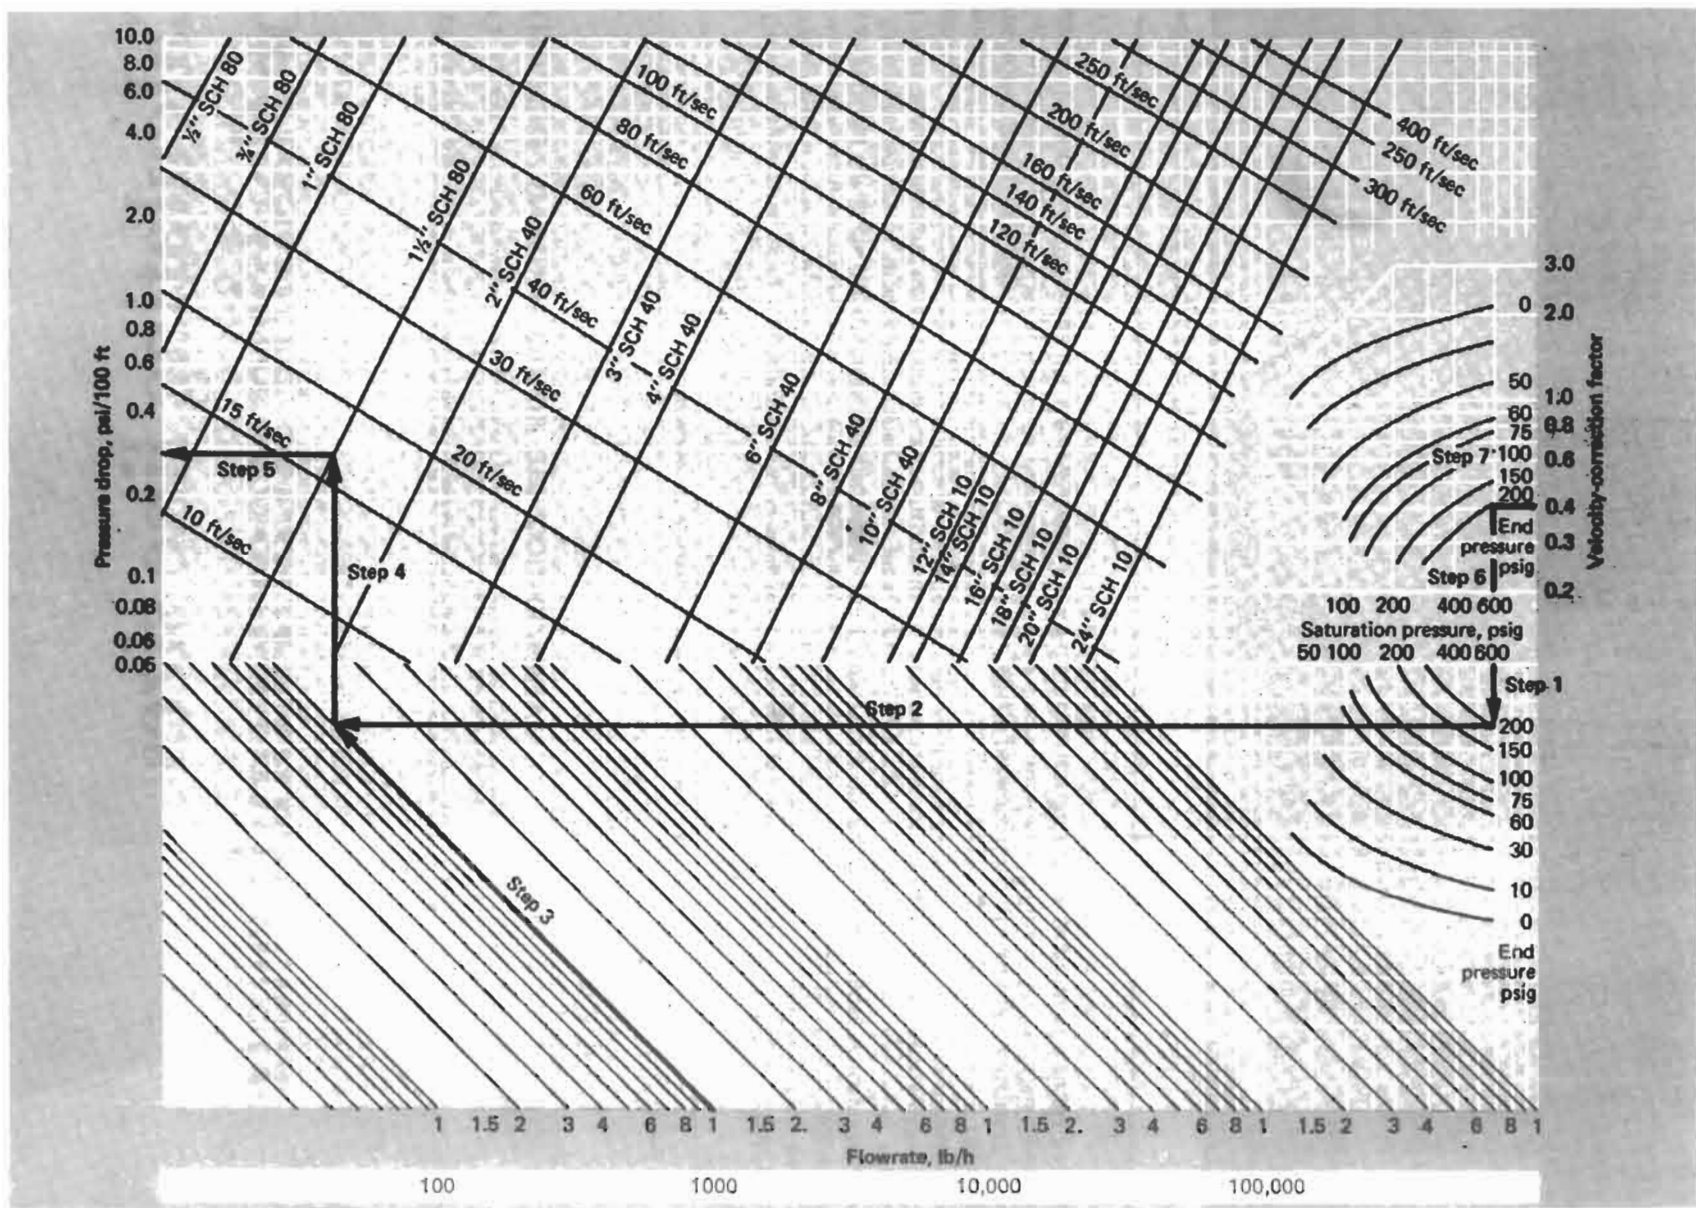 10.0
8.0
6.0
4.0
2.0
1.0
0.8
0.6
0.4
0.2
0.1
0.08
0.06
0.05
Pressure drop, psi/100 ft
½" SCH 80
¾" SCH 80
1" SCH 80
1½" SCH 80
2" SCH 40
3" SCH 40
4" SCH 40
6" SCH 40
8" SCH 40
10" SCH 40
12" SCH 10
14" SCH 10
16" SCH 10
18" SCH 10
20" SCH 10
24" SCH 10
10 ft/sec
15 ft/sec
20 ft/sec
30 ft/sec
40 ft/sec
60 ft/sec
80 ft/sec
100 ft/sec
120 ft/sec
140 ft/sec
160 ft/sec
200 ft/sec
250 ft/sec
400 ft/sec
250 ft/sec
300 ft/sec
3.0
2.0
1.0
0.8
0.6
0.4
0.3
0.2
Velocity-correction factor
0
50
60
75
Step 7 100
150
200
End
pressure
psig
Step 6
100 200 400 600
Saturation pressure, psig
50 100 200 400 600
Step 1
Step 2
Step 3
Step 4
Step 5
200
150
100
75
60
30
10
0
End
pressure
psig
1 1.5 2 3 4 6 8 1 1.5 2. 3 4 6 8 1 1.5 2. 3 4 6 8 1 1.5 2 3 4 6 8 1
Flowrate, lb/h
100 1000 10,000 100,000